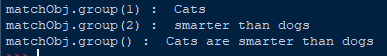 matchObj.group(1) :  Cats
matchObj.group(2) :  smarter than dogs
matchObj.group() :  Cats are smarter than dogs
>>>